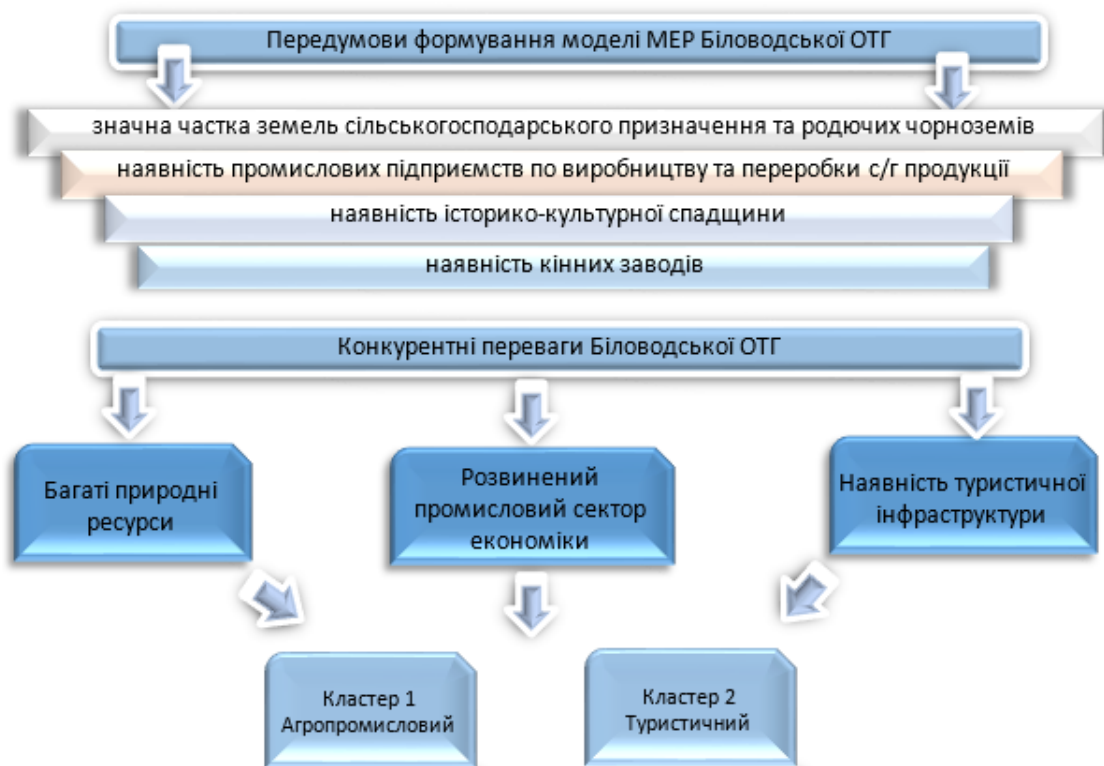 Передумови формування моделі МЕР Біловодської ОТГ
значна частка земель сільськогосподарського призначення та родючих чорноземів
наявність промислових підприємств по виробництву та переробки с/г продукції
наявність історико-культурної спадщини
наявність кінних заводів
Конкурентні переваги Біловодської ОТГ
Багаті природні
ресурси
Розвинений
промисловий сектор
економіки
Наявність туристичної
інфраструктури
Кластер 1
Агропромисловий
Кластер 2
Туристичний